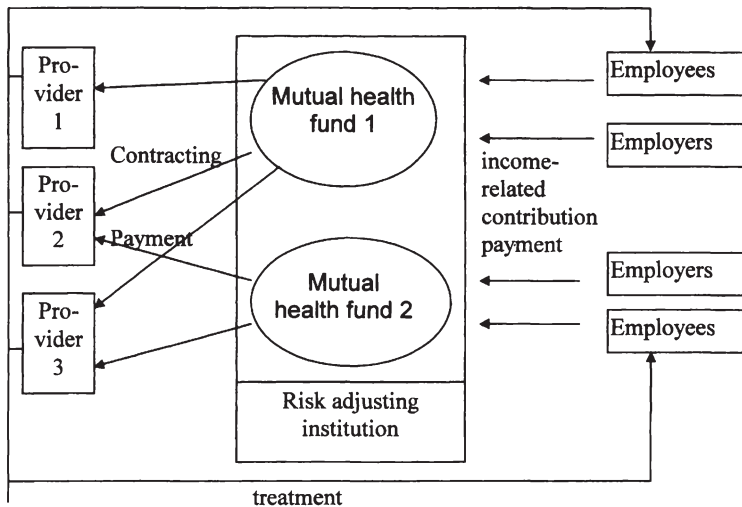 Pro-
vider
1
Contracting
Pro-
vider
2
Payment
Pro-
vider
3
Mutual health
fund 1
Mutual
health fund 2
Risk adjusting
institution
income-
related
contribution
payment
Employees
Employers
Employers
Employees
treatment